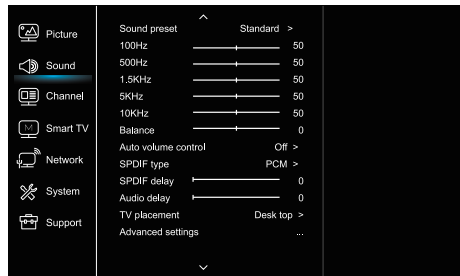 Picture
Sound
Channel
M
Smart TV
Network
System
Support
Sound preset Standard >
100Hz 50
500Hz 50
1.5KHz 50
5KHz 50
10KHz 50
Balance 0
Auto volume control Off >
SPDIF type PCM >
SPDIF delay 0
Audio delay 0
TV placement Desk top >
Advanced settings ...